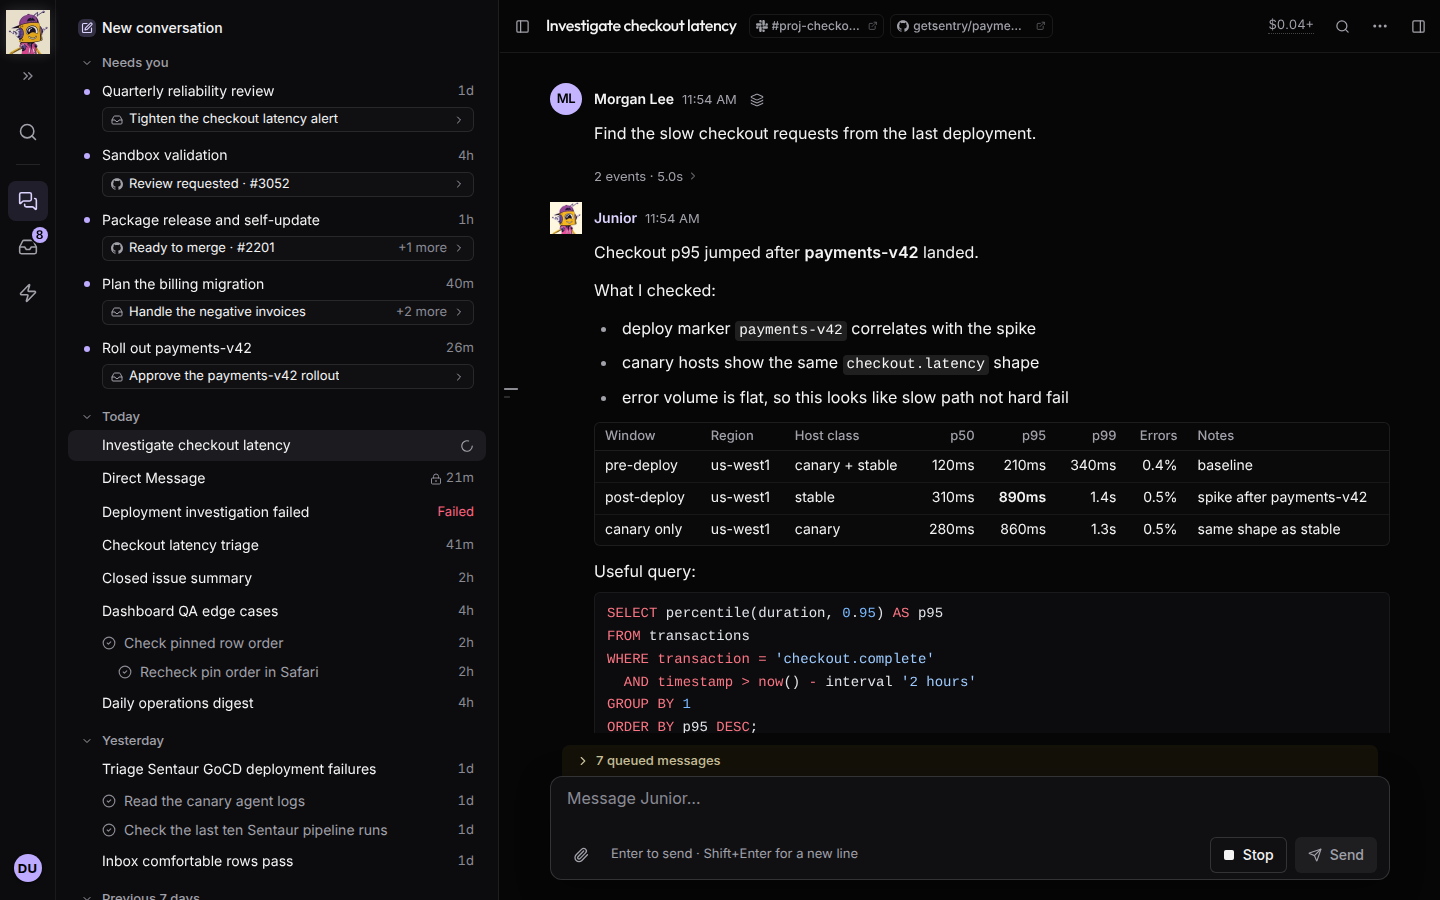 New conversation
Needs you
Quarterly reliability review 1d
Tighten the checkout latency alert
Sandbox validation 4h
Review requested · #3052
Package release and self-update 1h
Ready to merge · #2201 +1 more
Plan the billing migration 40m
Handle the negative invoices +2 more
Roll out payments-v42 26m
Approve the payments-v42 rollout
Today
Investigate checkout latency
Direct Message 21m
Deployment investigation failed Failed
Checkout latency triage 41m
Closed issue summary 2h
Dashboard QA edge cases 4h
Check pinned row order 2h
Recheck pin order in Safari 2h
Daily operations digest 4h
Yesterday
Triage Sentaur GoCD deployment failures 1d
Read the canary agent logs 1d
Check the last ten Sentaur pipeline runs 1d
Inbox comfortable rows pass 1d
Previous 7 days
8
DU
Investigate checkout latency #proj-checko... getsentry/payme... $0.04+
ML Morgan Lee 11:54 AM
Find the slow checkout requests from the last deployment.
2 events · 5.0s
Junior 11:54 AM
Checkout p95 jumped after payments-v42 landed.
What I checked:
deploy marker payments-v42 correlates with the spike
canary hosts show the same checkout.latency shape
error volume is flat, so this looks like slow path not hard fail
Window Region Host class p50 p95 p99 Errors Notes
pre-deploy us-west1 canary + stable 120ms 210ms 340ms 0.4% baseline
post-deploy us-west1 stable 310ms 890ms 1.4s 0.5% spike after payments-v42
canary only us-west1 canary 280ms 860ms 1.3s 0.5% same shape as stable
Useful query:
SELECT percentile(duration, 0.95) AS p95
FROM transactions
WHERE transaction = 'checkout.complete'
AND timestamp > now() - interval '2 hours'
GROUP BY 1
ORDER BY p95 DESC;
7 queued messages
Message Junior...
Enter to send · Shift+Enter for a new line
Stop Send